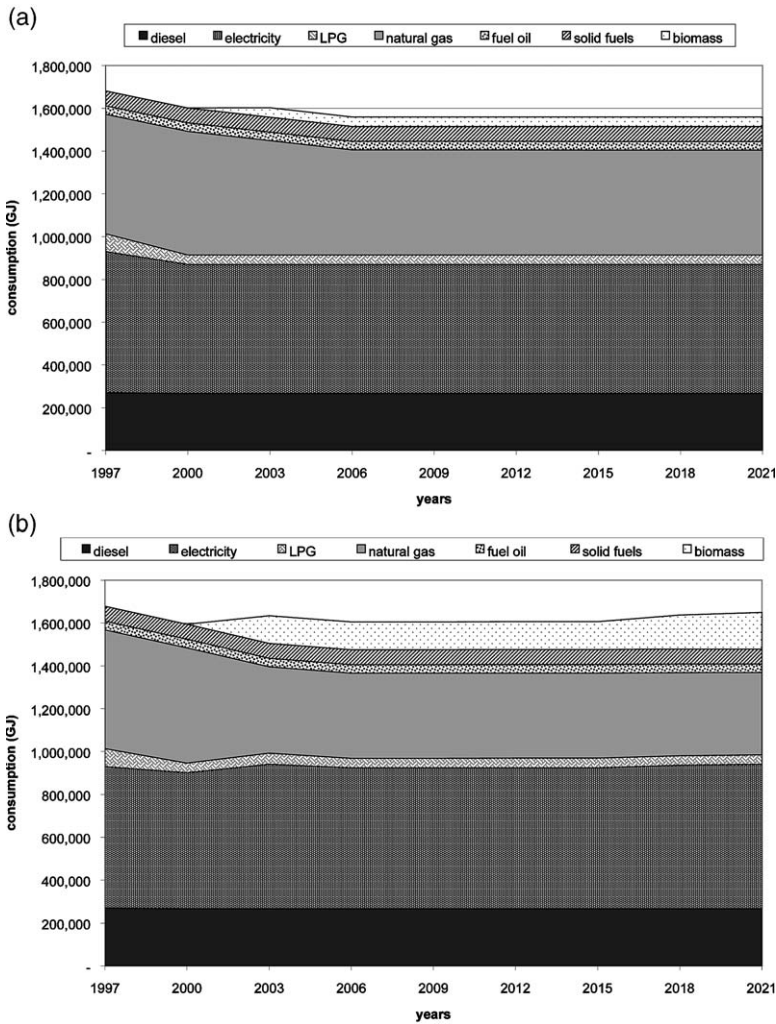 (a)
diesel electricity LPG natural gas fuel oil solid fuels biomass
1,800,000
1,600,000
1,400,000
1,200,000
1,000,000
800,000
600,000
400,000
200,000
-
consumption (GJ)
1997 2000 2003 2006 2009 2012 2015 2018 2021
years
(b)
diesel electricity LPG natural gas fuel oil solid fuels biomass
1,800,000
1,600,000
1,400,000
1,200,000
1,000,000
800,000
600,000
400,000
200,000
-
consumption (GJ)
1997 2000 2003 2006 2009 2012 2015 2018 2021
years